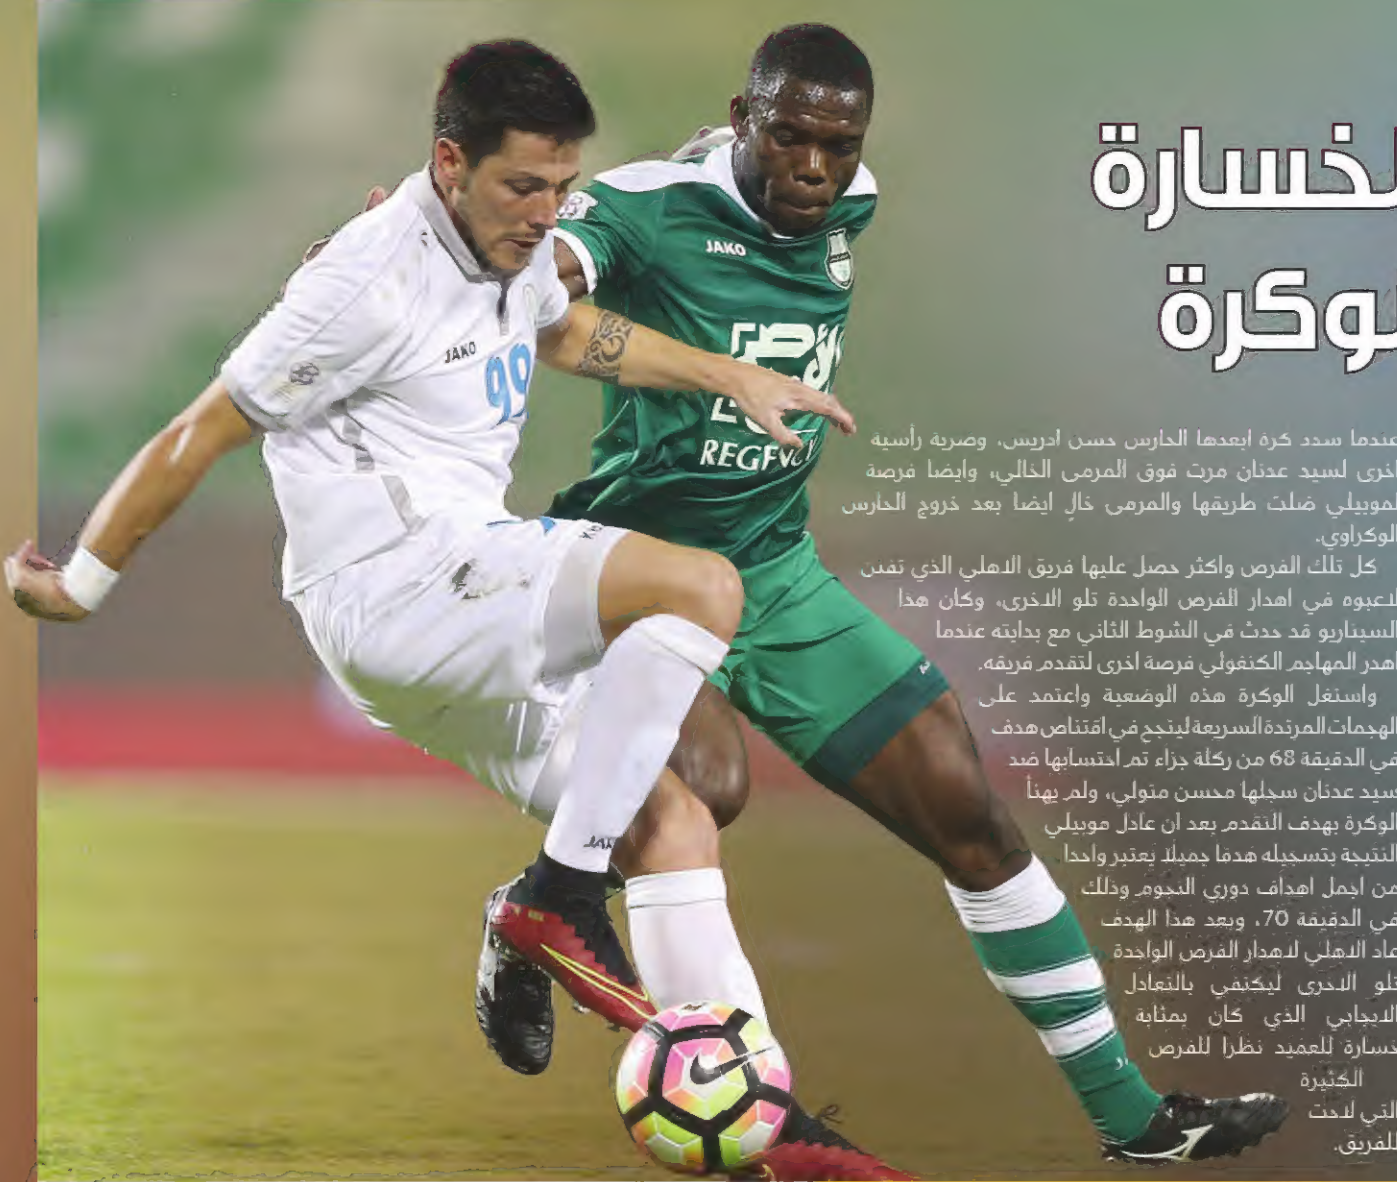 لخسارة
لوكرة
عندما سدد كرة ابعدها الحارس حسن ادريس، وضربة رأسية
اخرى لسيد عدنان مرت فوق المرمى الخالي، وايضا فرصة
موبيلي ضلت طريقها والمرمى خالٍ ايضا بعد خروج الحارس
الوكراوي.
كل تلك الفرص واكثر حصل عليها فريق الاهلي الذي تفنن
لاعبوه في اهدار الفرص الواحدة تلو الاخرى، وكان هذا
السيناريو قد حدث في الشوط الثاني مع بدايته عندما
اهدر المهاجم الكنغولي فرصة اخرى لتقدم فريقه.
واستغل الوكرة هذه الوضعية واعتمد على
الهجمات المرتدة السريعة لينجح في اقتناص هدف
في الدقيقة 68 من ركلة جزاء تم احتسابها ضد
سيد عدنان سجلها محسن متولي، ولم يهنأ
الوكرة بهدف التقدم بعد ان عادل موبيلي
النتيجة بتسجيله هدفا جميلا يعتبر واحدا
من اجمل اهداف دوري النجوم وذلك
في الدقيقة 70، وبعد هذا الهدف
عاد الاهلي لاهدار الفرص الواحدة
تلو الاخرى ليكتفي بالتعادل
الايجابي الذي كان بمثابة
خسارة للعميد نظرا للفرص
الكثيرة
التي لاحت
للفريق.
JAKO
99
JAKO
REGENCY